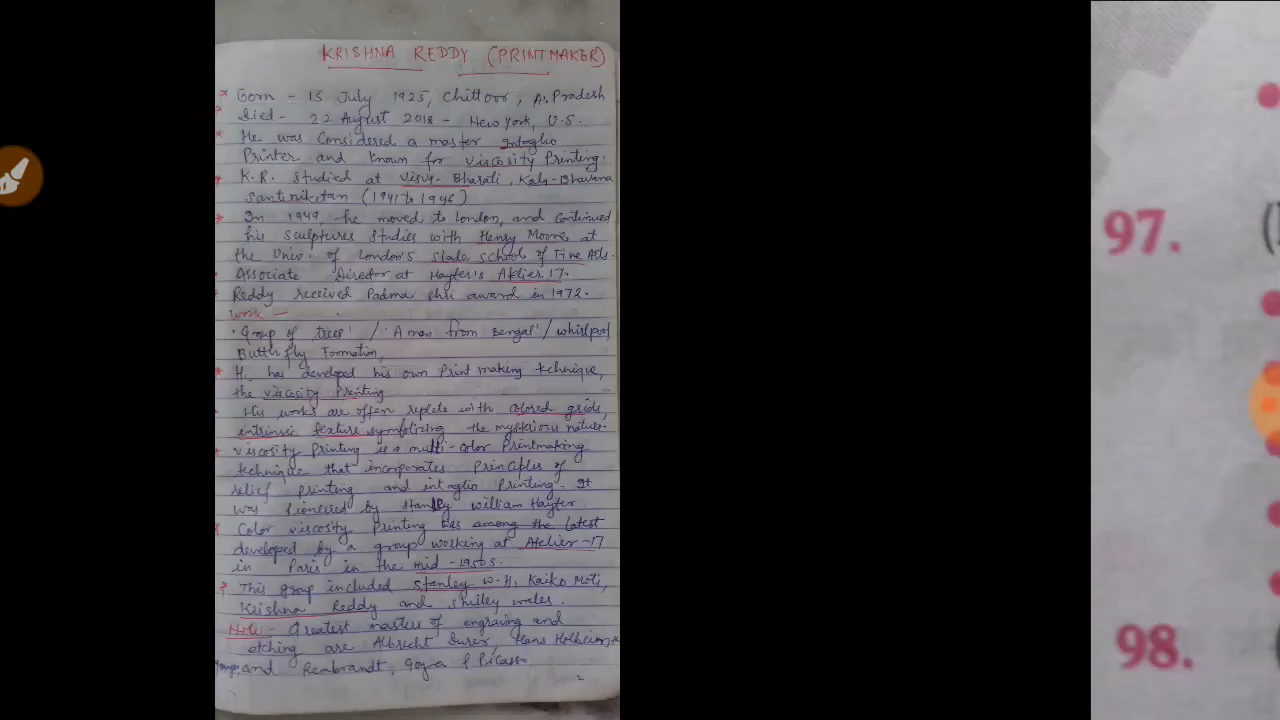 KRISHNA REDDY (PRINTMAKER)
* Born - 15 July 1925, Chittoor, A. Pradesh
* Died - 22 August 2018 - New York, U.S.
* He was Considered a master Intaglio
Printer and known for Viscosity Printing.
* K.R. Studied at Visva-Bharati, Kala-Bhavana
Santiniketan (1941 to 1946)
* In 1949, he moved to London, and Continued
his Sculptures Studies with Henry Moore at
the Univ. of London's Slade School of Fine Arts.
* Associate Director at Hayter's Atelier 17.
* Reddy received Padma Shri award in 1972.
Work -
'Group of trees' / 'A man from Bengal' / whirlpool
Butterfly Formation,
* He has developed his own Print making technique,
the viscosity Printing
* His works are often replete with colored grids,
intrinsic feature symbolizing the mysterious nature.
* Viscosity Printing is a multi-color Printmaking
technique that incorporates Principles of
relief printing and intaglio Printing. It
was Pioneered by Stanley William Hayter.
* Color viscosity Printing was among the latest
developed by a group working at Atelier-17
in Paris in the mid-1950s.
* This group included Stanley W.H, Kaiko Moti,
Krishna Reddy and Shirley Wales.
Note:- Greatest masters of engraving and
etching are Albrecht Durer, Hans Holbein, the
Younger, and Rembrandt, Goya & Picasso
12
97.
98.